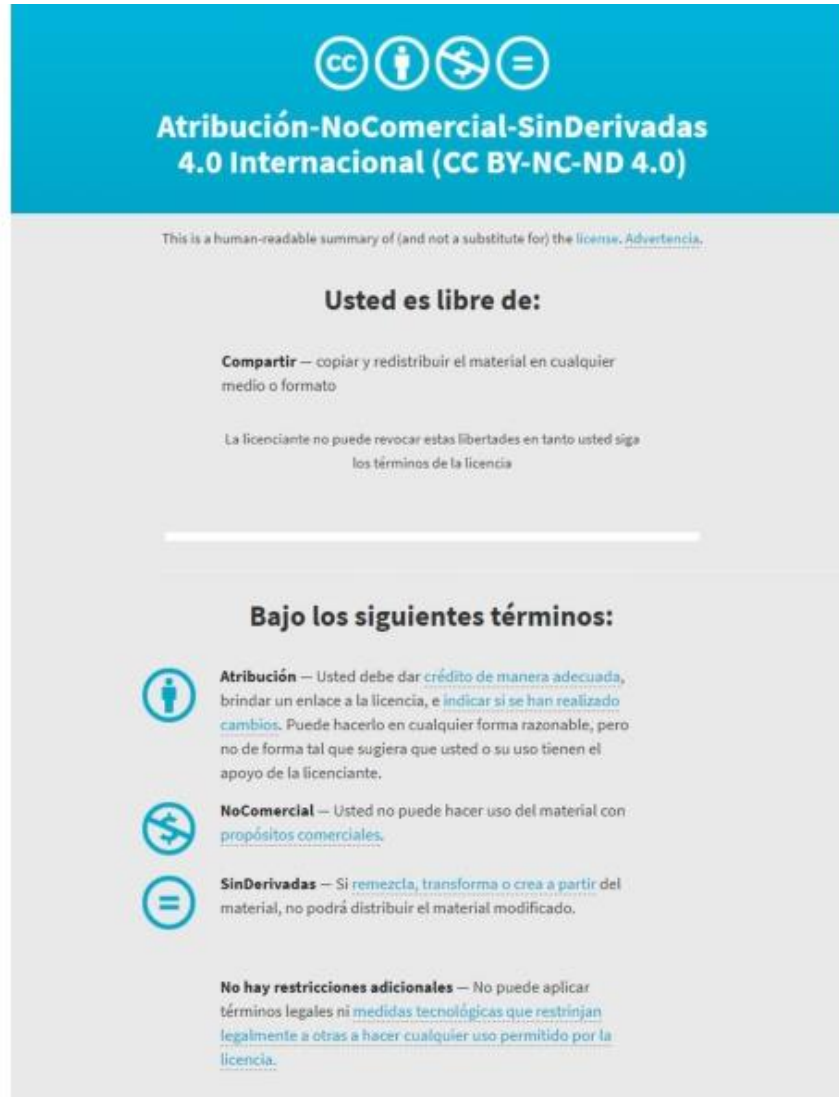 cc
Atribución-NoComercial-SinDerivadas
4.0 Internacional (CC BY-NC-ND 4.0)
This is a human-readable summary of (and not a substitute for) the license. Advertencia.
Usted es libre de:
Compartir — copiar y redistribuir el material en cualquier
medio o formato
La licenciante no puede revocar estas libertades en tanto usted siga
los términos de la licencia
Bajo los siguientes términos:
Atribución — Usted debe dar crédito de manera adecuada,
brindar un enlace a la licencia, e indicar si se han realizado
cambios. Puede hacerlo en cualquier forma razonable, pero
no de forma tal que sugiera que usted o su uso tienen el
apoyo de la licenciante.
NoComercial — Usted no puede hacer uso del material con
propósitos comerciales.
SinDerivadas — Si remezcla, transforma o crea a partir del
material, no podrá distribuir el material modificado.
No hay restricciones adicionales — No puede aplicar
términos legales ni medidas tecnológicas que restrinjan
legalmente a otras a hacer cualquier uso permitido por la
licencia.